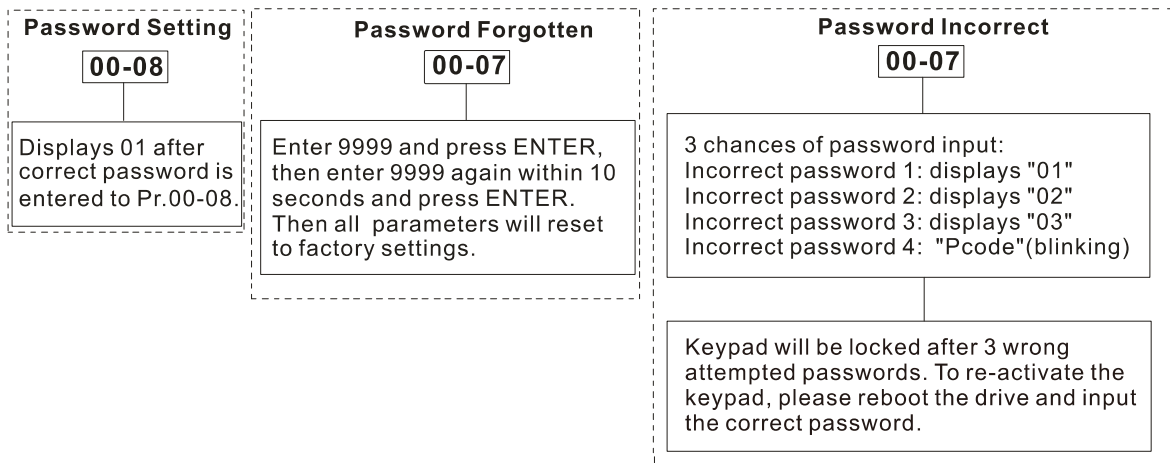 Password Setting
00-08
Displays 01 after
correct password is
entered to Pr.00-08.
Password Forgotten
00-07
Enter 9999 and press ENTER,
then enter 9999 again within 10
seconds and press ENTER.
Then all parameters will reset
to factory settings.
Password Incorrect
00-07
3 chances of password input:
Incorrect password 1: displays "01"
Incorrect password 2: displays "02"
Incorrect password 3: displays "03"
Incorrect password 4: "Pcode"(blinking)
Keypad will be locked after 3 wrong
attempted passwords. To re-activate the
keypad, please reboot the drive and input
the correct password.